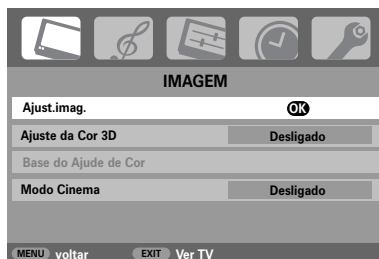 IMAGEM
Ajust.imag. OK
Ajuste da Cor 3D Desligado
Base do Ajude de Cor
Modo Cinema Desligado
MENU voltar EXIT Ver TV